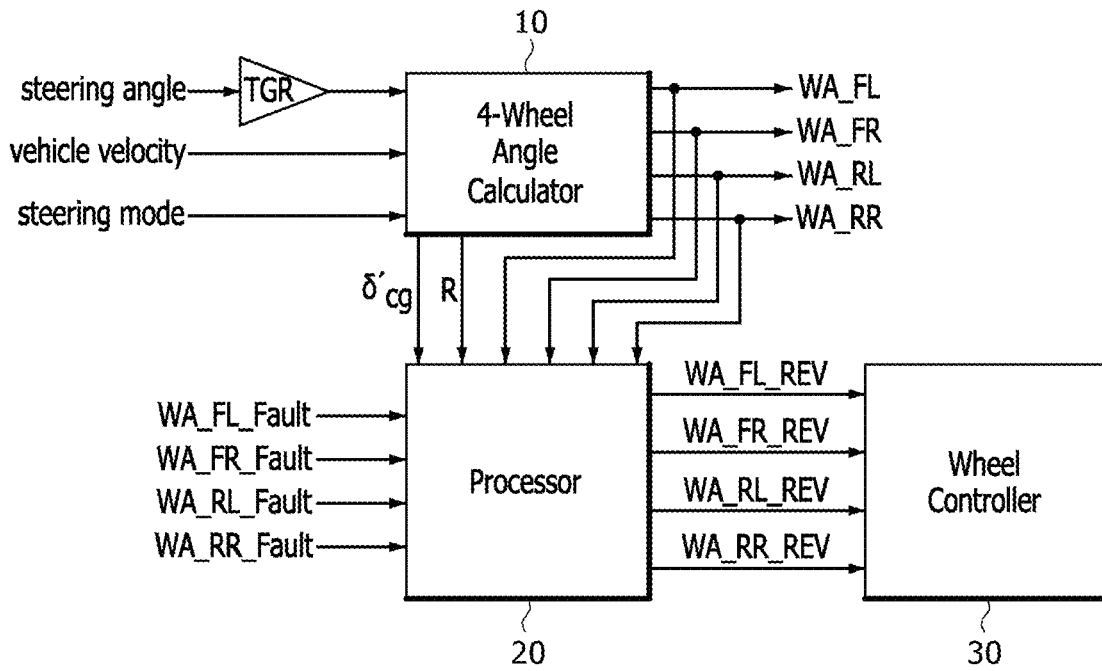 10
steering angle
TGR
vehicle velocity
steering mode
4-Wheel
Angle
Calculator
WA_FL
WA_FR
WA_RL
WA_RR
δ´cg
R
WA_FL_Fault
WA_FR_Fault
WA_RL_Fault
WA_RR_Fault
Processor
WA_FL_REV
WA_FR_REV
WA_RL_REV
WA_RR_REV
Wheel
Controller
20
30